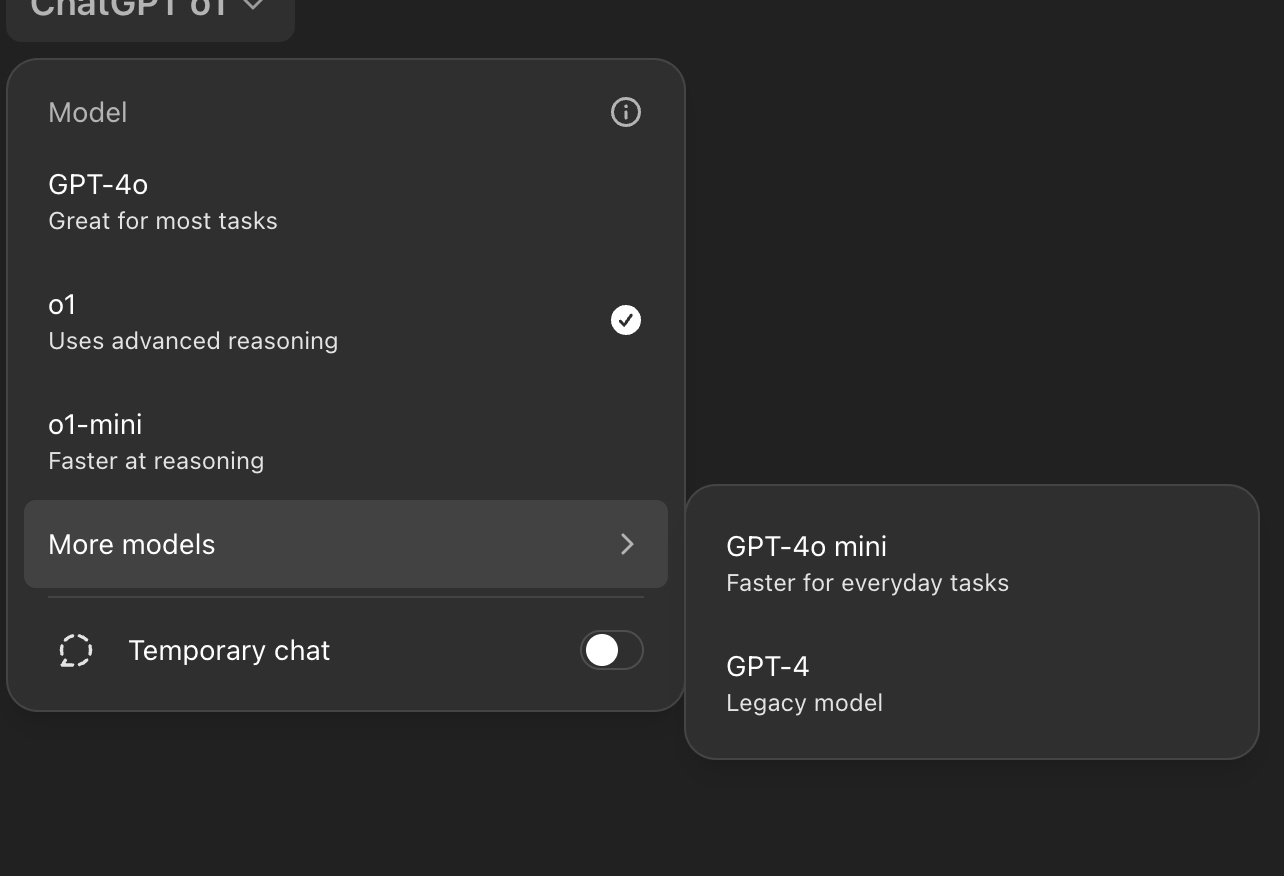 ChatGPT o1
Model
GPT-4o
Great for most tasks
o1
Uses advanced reasoning
o1-mini
Faster at reasoning
More models
Temporary chat
GPT-4o mini
Faster for everyday tasks
GPT-4
Legacy model